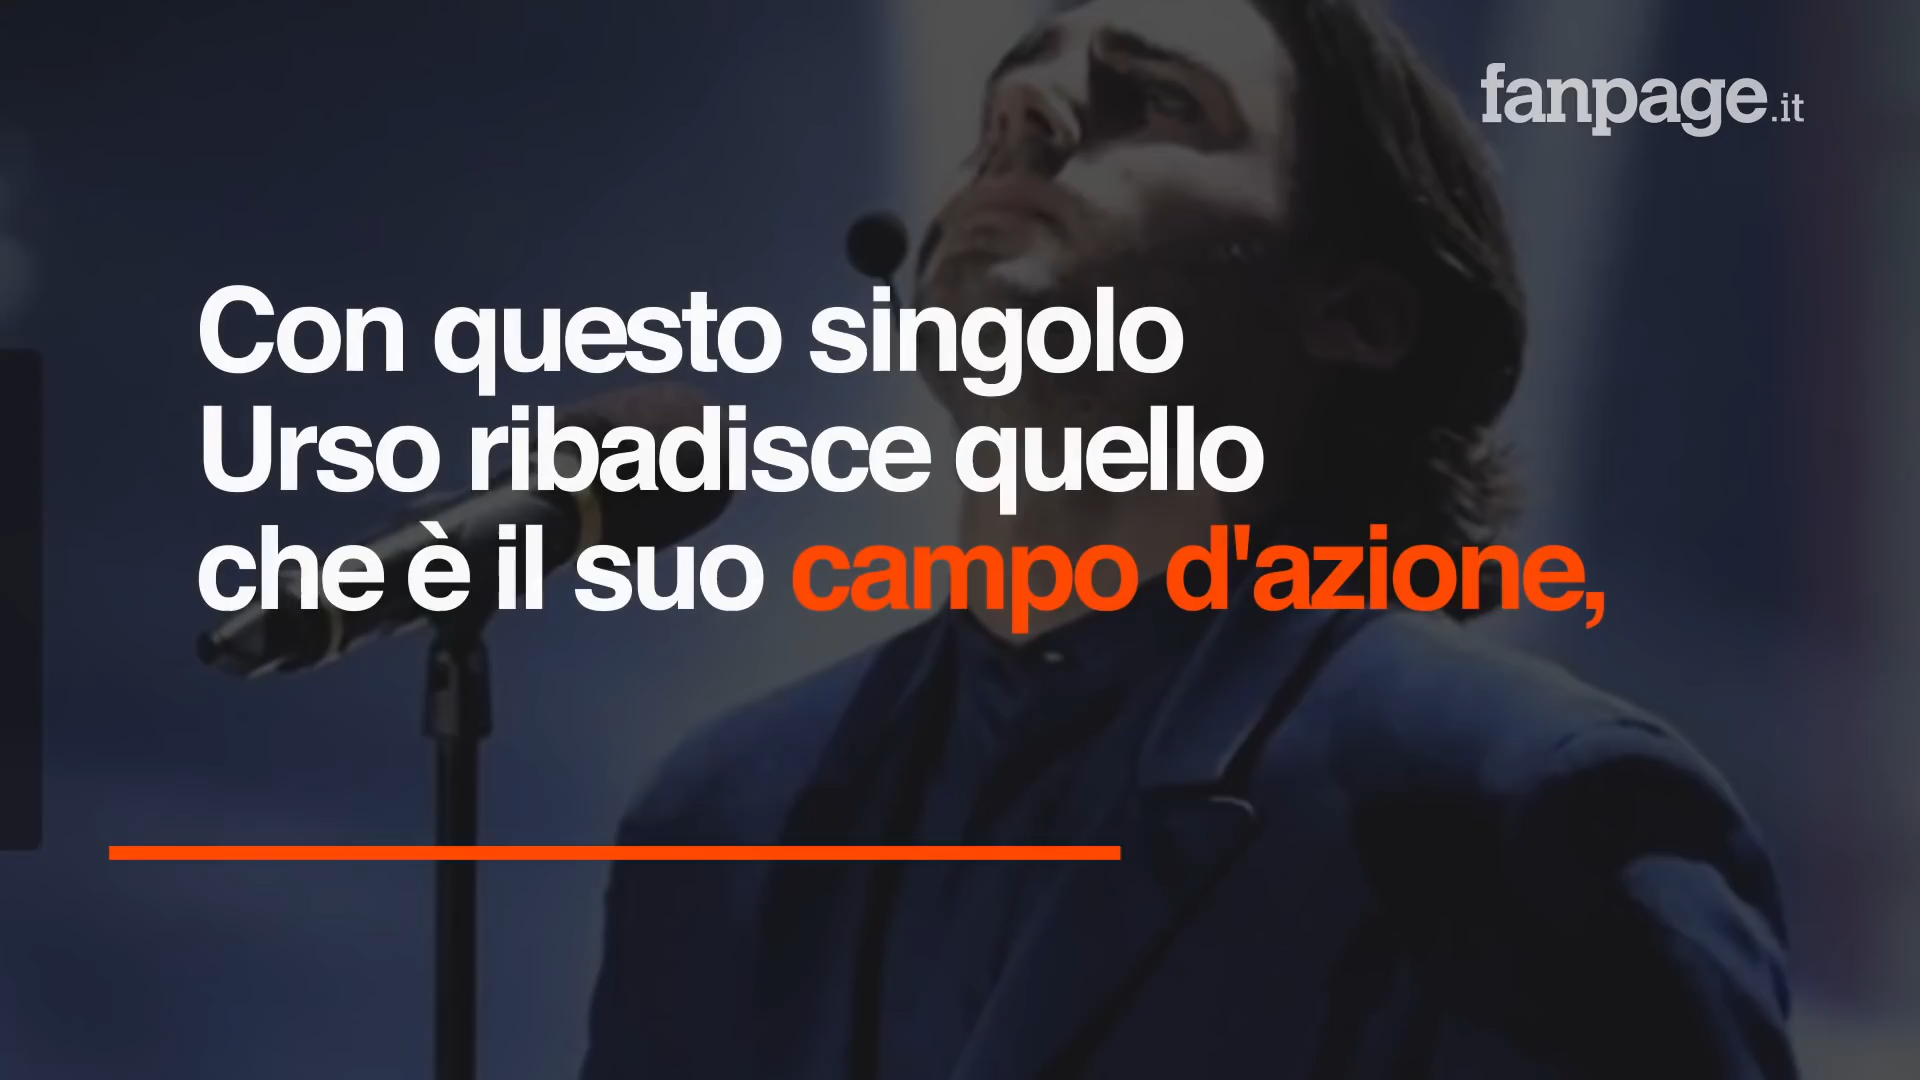 fanpage.it
Con questo singolo
Urso ribadisce quello
che è il suo campo d'azione,